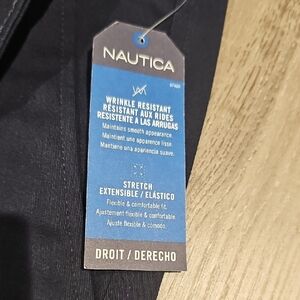 NAUTICA
WRINKLE RESISTANT
RÉSISTANT AUX RIDES
RESISTENTE A LAS ARRUGAS
Maintains smooth appearance.
Maintient une apparence lisse.
Mantiene una apariencia suave.
STRETCH
EXTENSIBLE / ELÁSTICO
Flexible & comfortable fit.
Ajustement flexible & confortable.
Ajuste flexible & cómodo.
DROIT / DERECHO